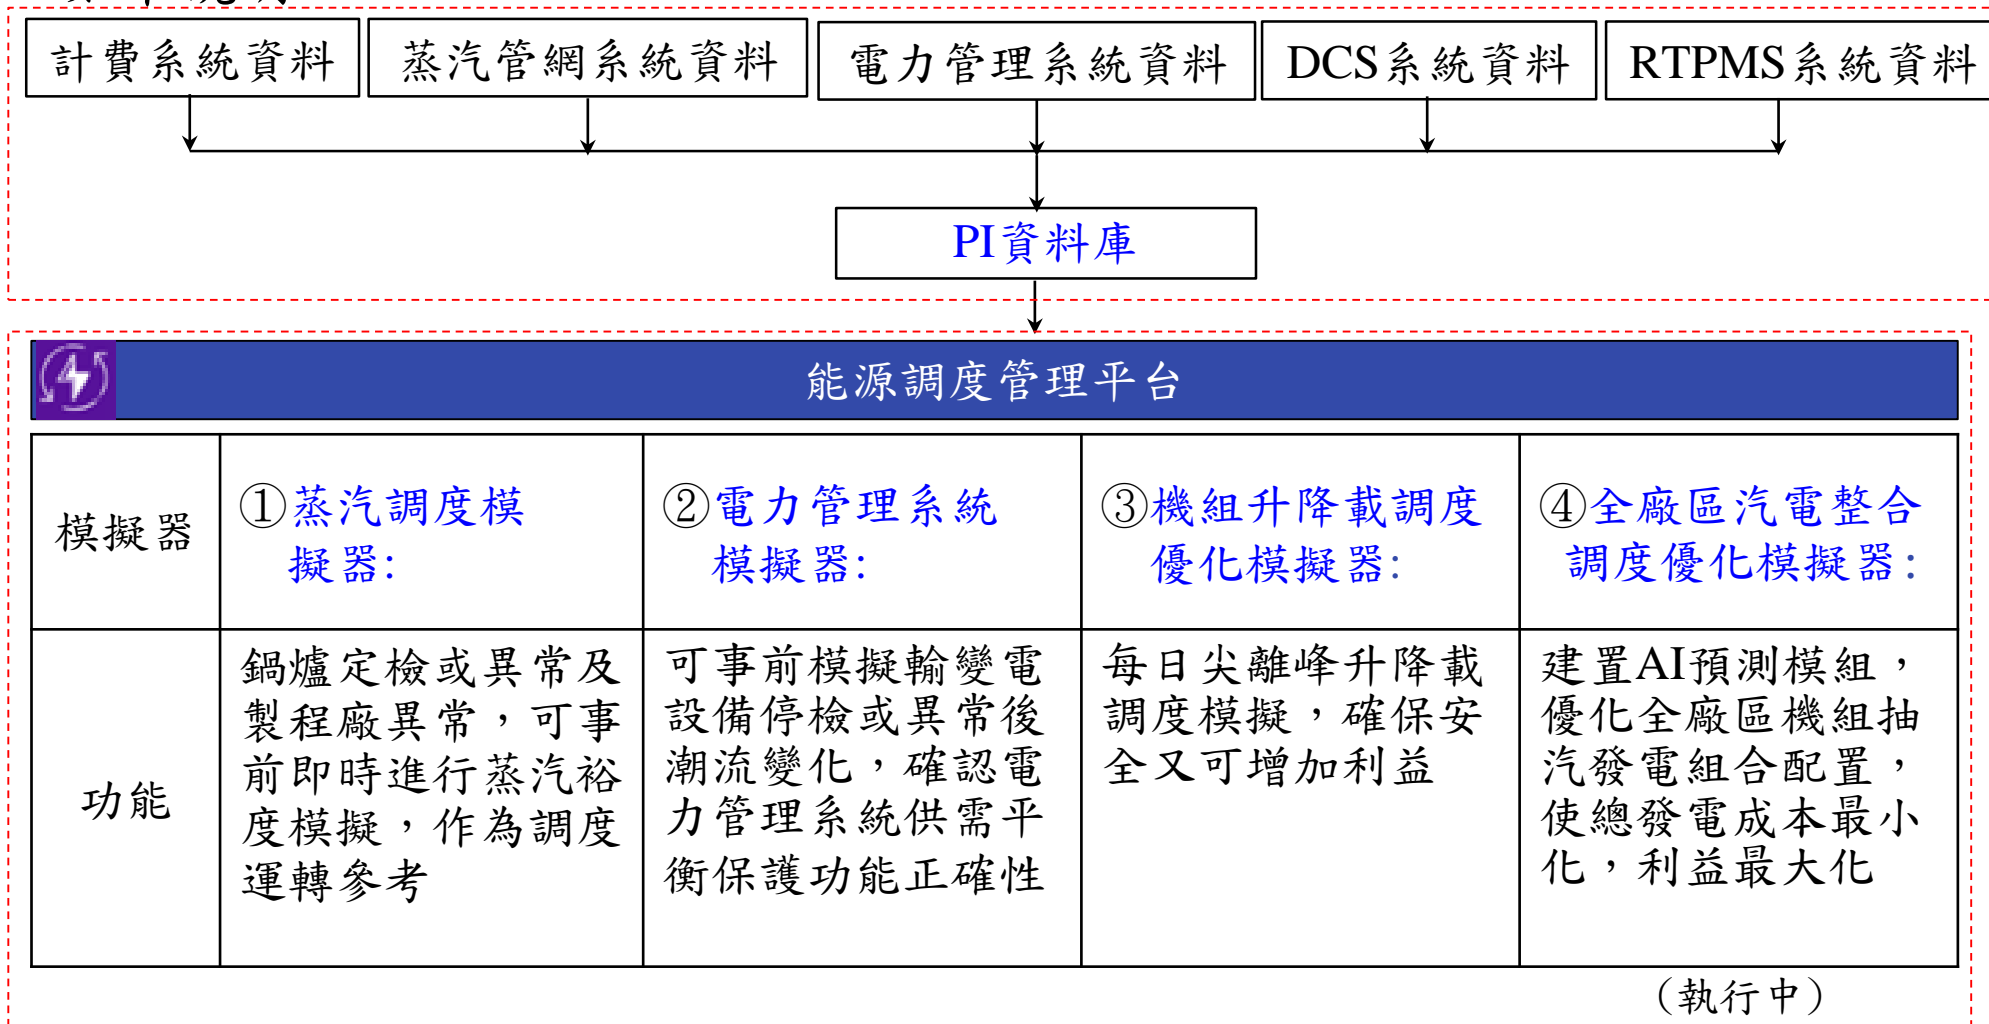 計費系統資料
蒸汽管網系統資料
電力管理系統資料
DCS系統資料
RTPMS系統資料
PI資料庫
能源調度管理平台
模擬器
①蒸汽調度模
擬器:
②電力管理系統
模擬器:
③機組升降載調度
優化模擬器:
④全廠區汽電整合
調度優化模擬器:
功能
鍋爐定檢或異常及
製程廠異常，可事
前即時進行蒸汽裕
度模擬，作為調度
運轉參考
可事前模擬輸變電
設備停檢或異常後
潮流變化，確認電
力管理系統供需平
衡保護功能正確性
每日尖離峰升降載
調度模擬，確保安
全又可增加利益
建置AI預測模組，
優化全廠區機組抽
汽發電組合配置，
使總發電成本最小
化，利益最大化
（執行中）